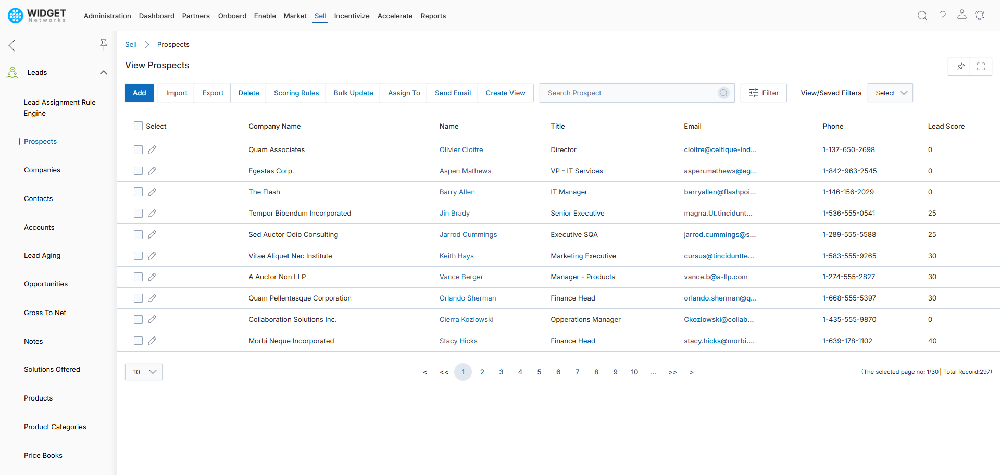 WIDGET
Networks
Administration Dashboard Partners Onboard Enable Market Sell Incentivize Accelerate Reports
Sell Prospects
View Prospects
Add Import Export Delete Scoring Rules Bulk Update Assign To Send Email Create View Search Prospect Filter View/Saved Filters Select
Leads
Lead Assignment Rule
Engine
Prospects
Companies
Contacts
Accounts
Lead Aging
Opportunities
Gross To Net
Notes
Solutions Offered
Products
Product Categories
Price Books
Select Company Name Name Title Email Phone Lead Score
Quam Associates Olivier Cloitre Director cloitre@celtique-ind... 1-137-650-2698 0
Egestas Corp. Aspen Mathews VP - IT Services aspen.mathews@eg... 1-842-963-2545 0
The Flash Barry Allen IT Manager barryallen@flashpoi... 1-146-156-2029 0
Tempor Bibendum Incorporated Jin Brady Senior Executive magna.Ut.tincidunt... 1-536-555-0541 25
Sed Auctor Odio Consulting Jarrod Cummings Executive SQA jarrod.cummings@s... 1-289-555-5588 25
Vitae Aliquet Nec Institute Keith Hays Marketing Executive cursus@tinciduntte... 1-583-555-9265 30
A Auctor Non LLP Vance Berger Manager - Products vance.b@a-llp.com 1-274-555-2827 30
Quam Pellentesque Corporation Orlando Sherman Finance Head orlando.sherman@q... 1-668-555-5397 30
Collaboration Solutions Inc. Cierra Kozlowski Opperations Manager Ckozlowski@collab... 1-435-555-9870 0
Morbi Neque Incorporated Stacy Hicks Finance Head stacy.hicks@morbi.... 1-639-178-1102 40
10 < << 1 2 3 4 5 6 7 8 9 10 ... >> > (The selected page no: 1/30 | Total Record:297)